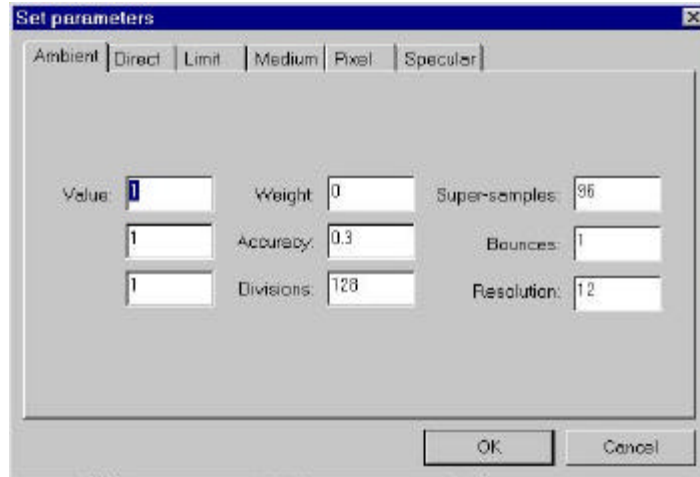 Set parameters
Ambient Direct Limit Medium Pixel Specular
Value: 1 Weight: 0 Super-samples: 96
1 Accuracy: 0.3 Bounces: 1
1 Divisions: 128 Resolution: 12
OK Cancel